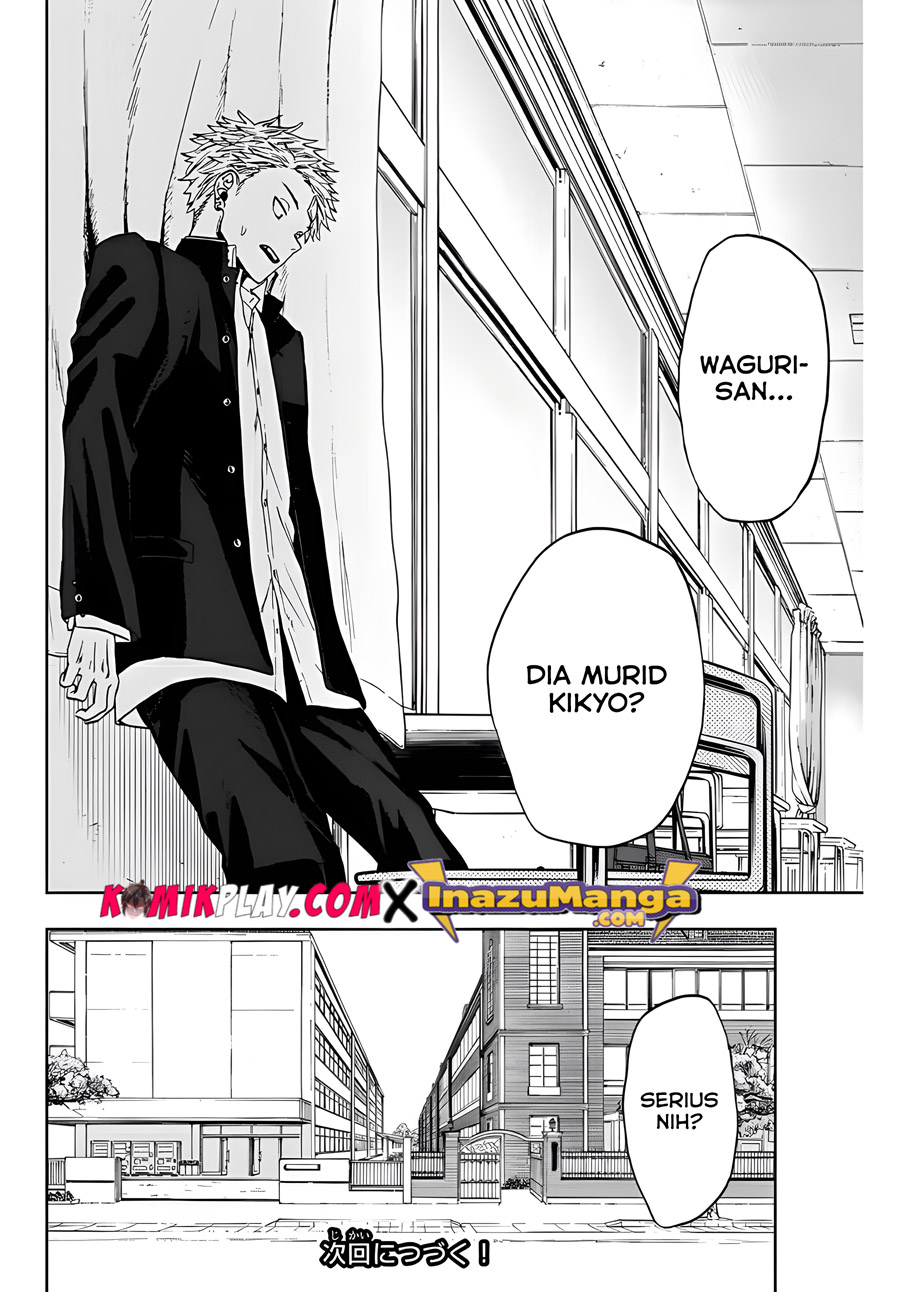 WAGURI-
SAN...
DIA MURID
KIKYO?
KOMIKPLAY.COM X INAZUMANGA
.COM
SERIUS
NIH?
じ かい
次回につづく！